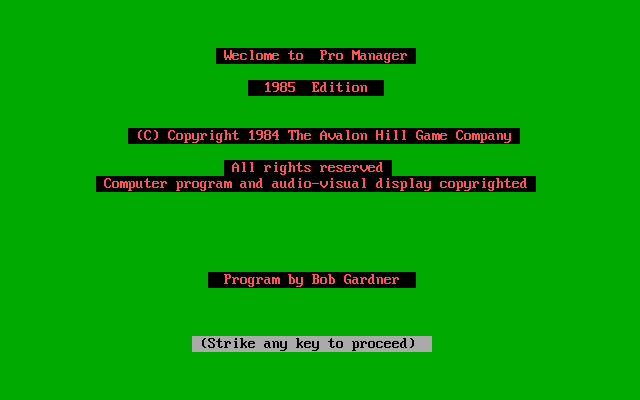 Weclome to  Pro Manager
1985  Edition
(C) Copyright 1984 The Avalon Hill Game Company
All rights reserved
Computer program and audio-visual display copyrighted
Program by Bob Gardner
(Strike any key to proceed)